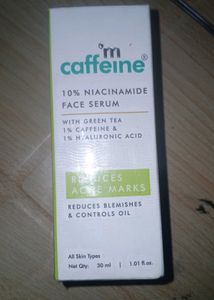 'm
caffeine®
10% NIACINAMIDE
FACE SERUM
WITH GREEN TEA
1% CAFFEINE &
1% HYALURONIC ACID
REDUCES
ACNE MARKS
REDUCES BLEMISHES
& CONTROLS OIL
All Skin Types
Net Qty: 30 ml | 1.01 fl.oz.